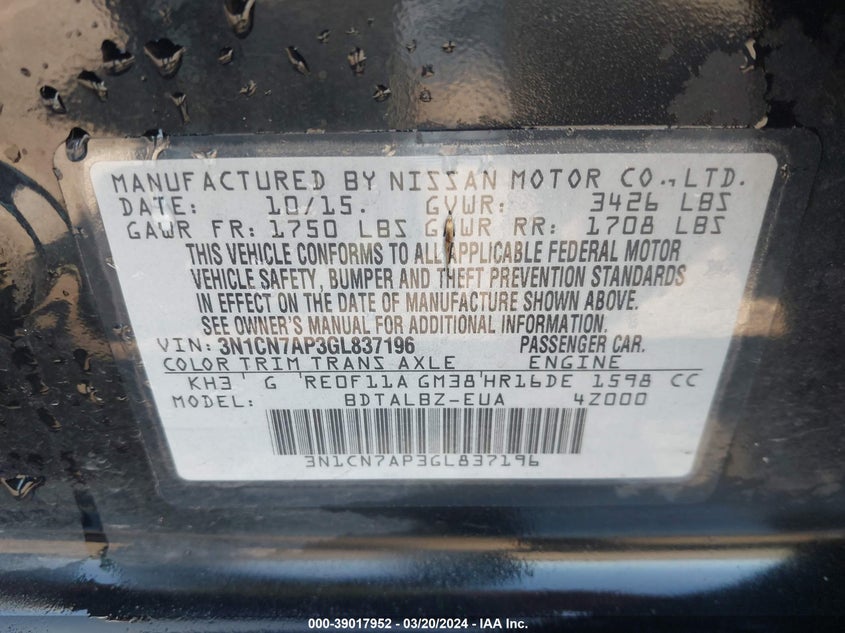 MANUFACTURED BY NISSAN MOTOR CO., LTD.
DATE: 10/15. GVWR: 3426 LBS
GAWR FR: 1750 LBS GAWR RR: 1708 LBS
THIS VEHICLE CONFORMS TO ALL APPLICABLE FEDERAL MOTOR
VEHICLE SAFETY, BUMPER AND THEFT PREVENTION STANDARDS
IN EFFECT ON THE DATE OF MANUFACTURE SHOWN ABOVE.
SEE OWNER'S MANUAL FOR ADDITIONAL INFORMATION.
VIN: 3N1CN7AP3GL837196 PASSENGER CAR.
COLOR TRIM TRANS AXLE ENGINE
KH3 G RE0F11A GM38 HR16DE 1598 CC
MODEL: BDTALBZ-EUA 4Z000
3N1CN7AP3GL837196
000-39017952 - 03/20/2024 - IAA Inc.